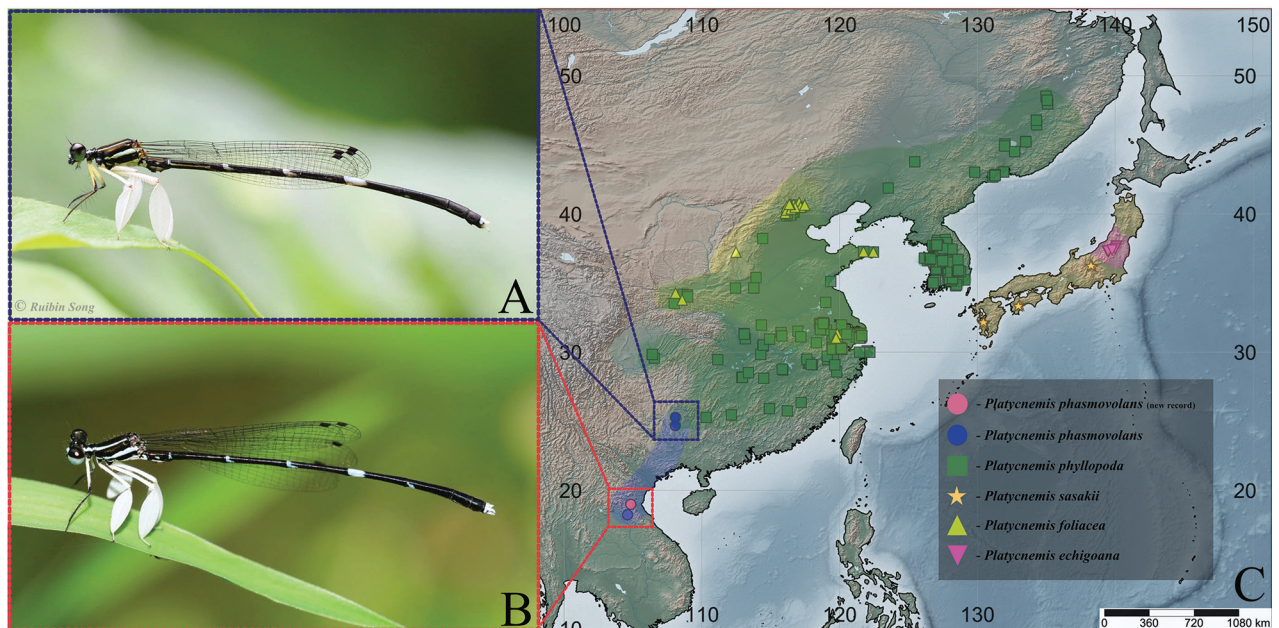 © Ruibin Song
A
B
100 110 120 130 140 150
50 50
40 40
30 30
20 20
10 110 120 130
- Platycnemis phasmovolans (new record)
- Platycnemis phasmovolans
- Platycnemis phyllopoda
- Platycnemis sasakii
- Platycnemis foliacea
- Platycnemis echigoana
C
0 360 720 1080 km